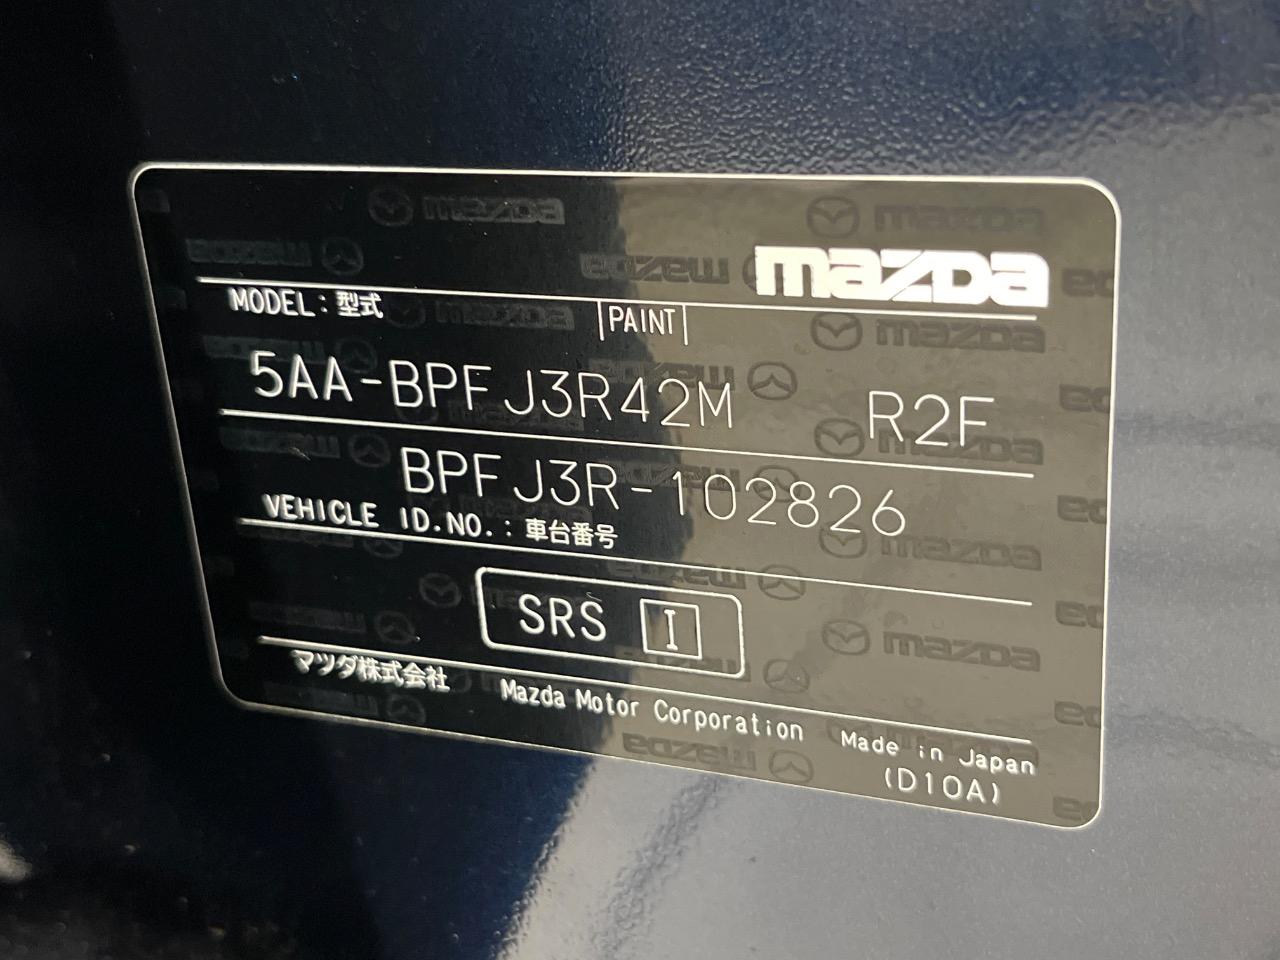 mazda
MODEL：型式 PAINT
5AA-BPFJ3R42M R2F
BPFJ3R-102826
VEHICLE ID.NO.：車台番号
SRS I
マツダ株式会社 Mazda Motor Corporation Made in Japan
(D10A)